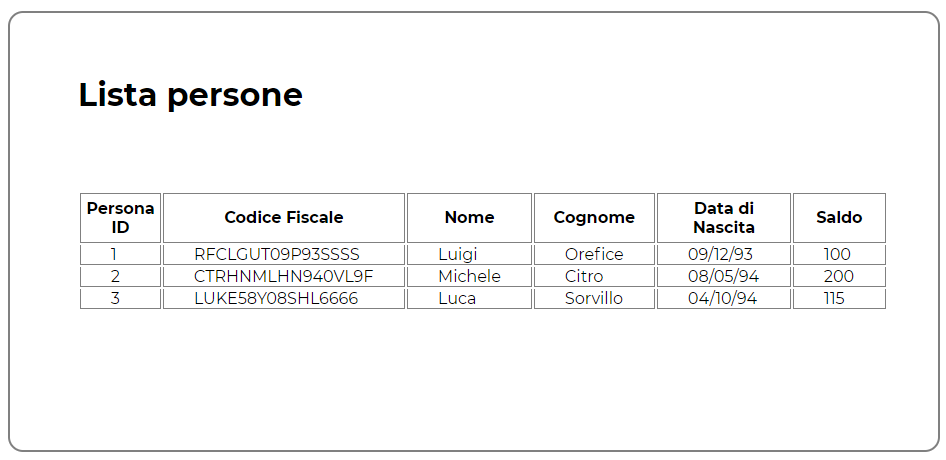 Lista persone
Persona ID Codice Fiscale Nome Cognome Data di Nascita Saldo
1 RFCLGUT09P93SSSS Luigi Orefice 09/12/93 100
2 CTRHNMLHN940VL9F Michele Citro 08/05/94 200
3 LUKE58Y08SHL6666 Luca Sorvillo 04/10/94 115